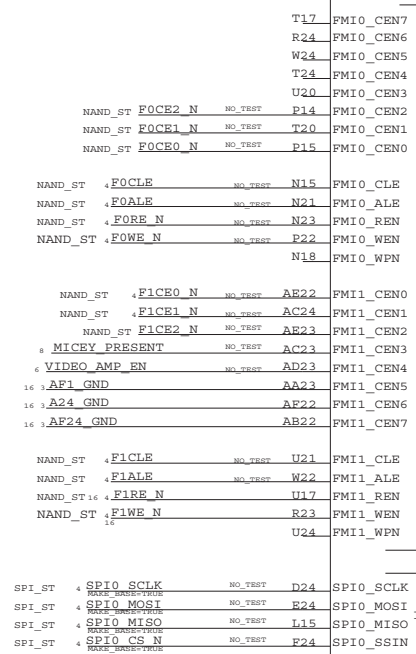 T17 FMI0_CEN7
R24 FMI0_CEN6
W24 FMI0_CEN5
T24 FMI0_CEN4
U20 FMI0_CEN3
NAND_ST F0CE2_N NO_TEST P14 FMI0_CEN2
NAND_ST F0CE1_N NO_TEST T20 FMI0_CEN1
NAND_ST F0CE0_N NO_TEST P15 FMI0_CEN0
NAND_ST 4 F0CLE NO_TEST N15 FMI0_CLE
NAND_ST 4 F0ALE NO_TEST N21 FMI0_ALE
NAND_ST 4 F0RE_N NO_TEST N23 FMI0_REN
NAND_ST 4 F0WE_N NO_TEST P22 FMI0_WEN
N18 FMI0_WPN
NAND_ST 4 F1CE0_N NO_TEST AE22 FMI1_CEN0
NAND_ST 4 F1CE1_N NO_TEST AC24 FMI1_CEN1
NAND_ST F1CE2_N NO_TEST AE23 FMI1_CEN2
8 MICEY_PRESENT NO_TEST AC23 FMI1_CEN3
6 VIDEO_AMP_EN NO_TEST AD23 FMI1_CEN4
16 3 AF1_GND AA23 FMI1_CEN5
16 3 A24_GND AF22 FMI1_CEN6
16 3 AF24_GND AB22 FMI1_CEN7
NAND_ST 4 F1CLE NO_TEST U21 FMI1_CLE
NAND_ST 4 F1ALE NO_TEST W22 FMI1_ALE
NAND_ST 16 4 F1RE_N U17 FMI1_REN
NAND_ST 4 F1WE_N R23 FMI1_WEN
16
U24 FMI1_WPN
SPI_ST 4 SPI0_SCLK NO_TEST D24 SPI0_SCLK
MAKE_BASE=TRUE
SPI_ST 4 SPI0_MOSI NO_TEST E24 SPI0_MOSI
MAKE_BASE=TRUE
SPI_ST 4 SPI0_MISO NO_TEST L15 SPI0_MISO
MAKE_BASE=TRUE
SPI_ST 4 SPI0_CS_N NO_TEST F24 SPI0_SSIN
MAKE_BASE=TRUE